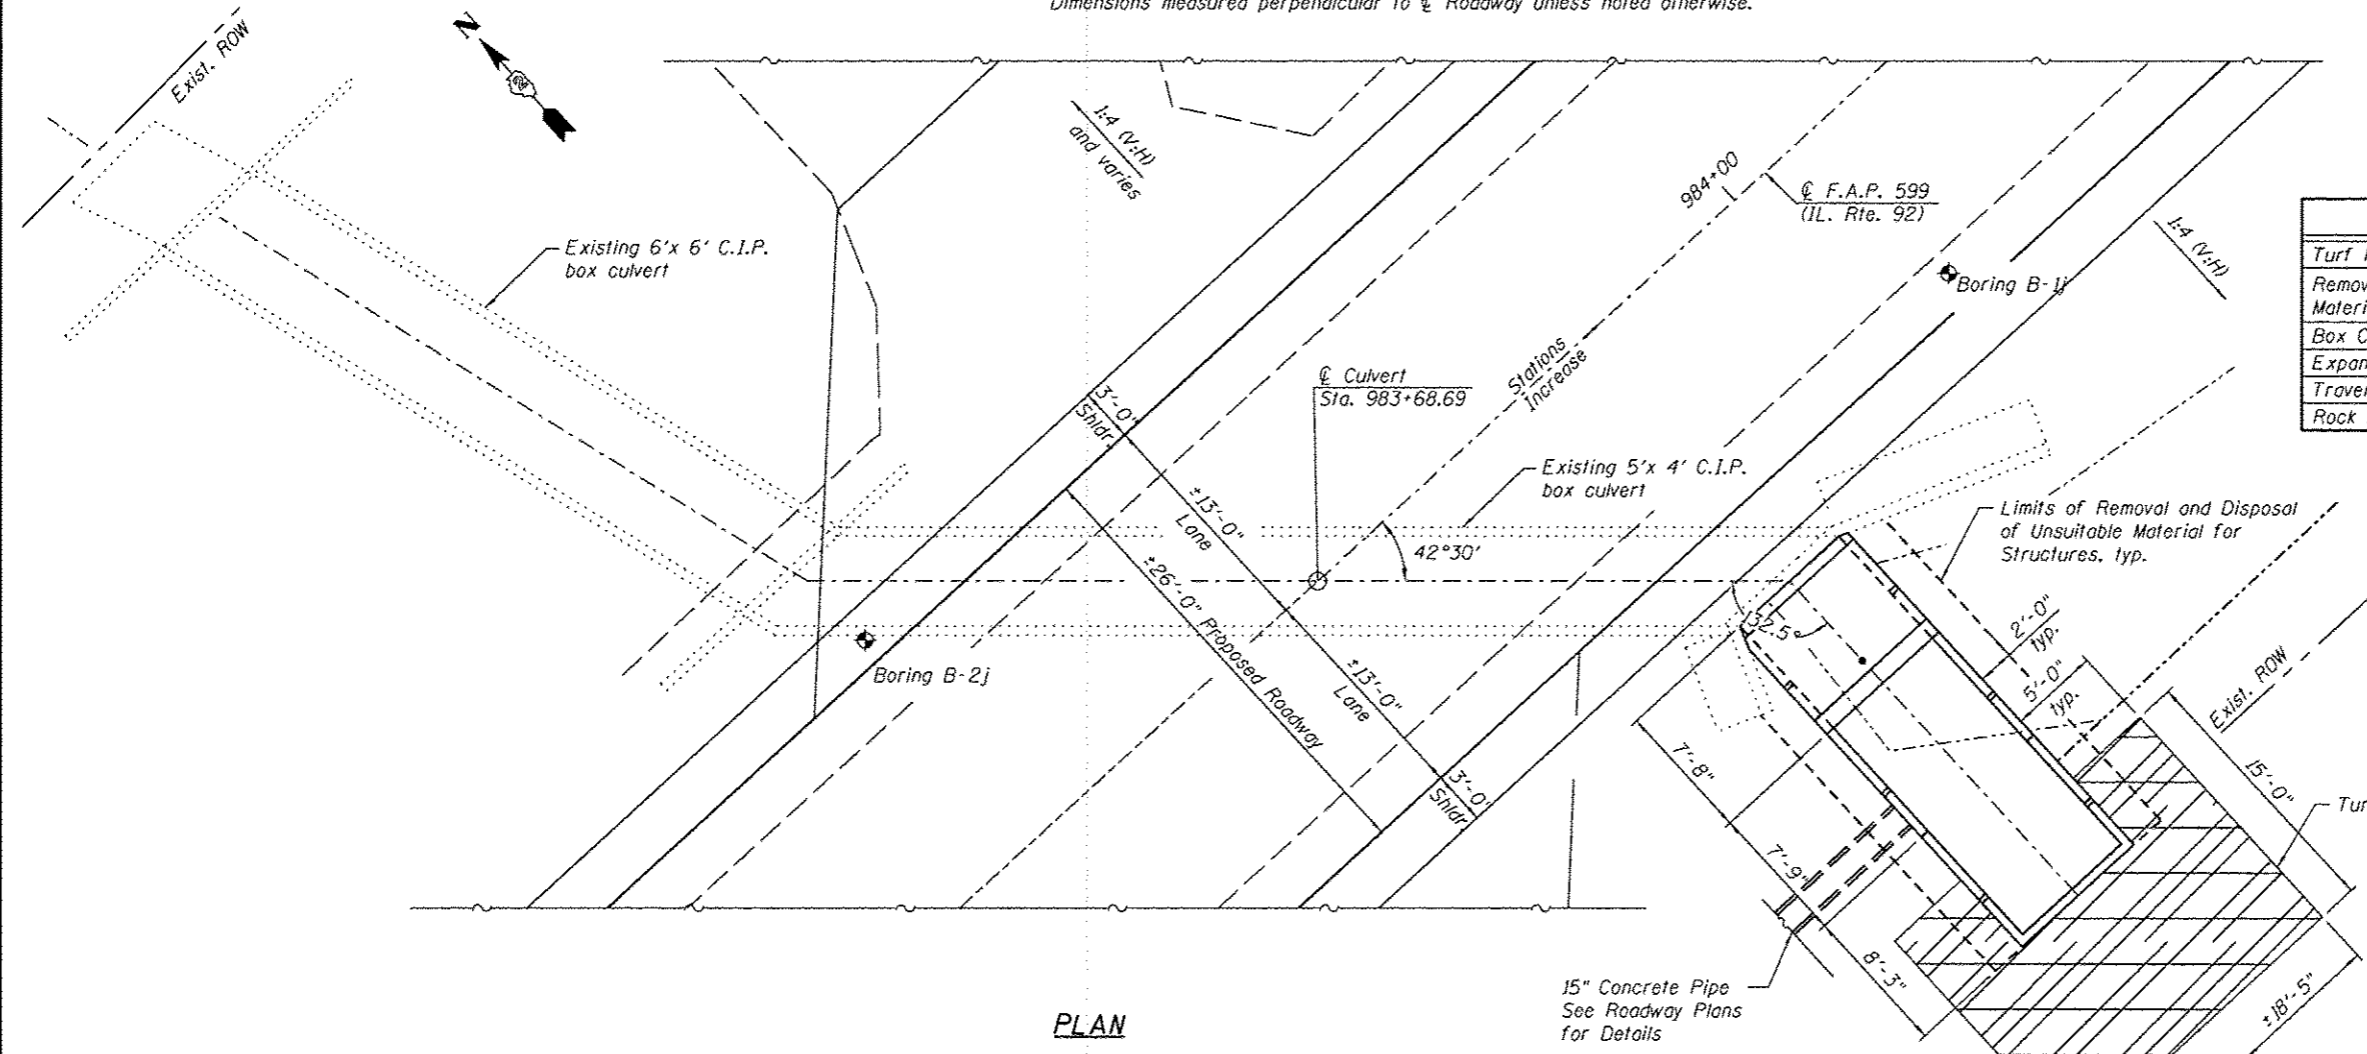 Dimensions measured perpendicular to ℄ Roadway unless noted otherwise.
N
Exist. ROW
1:4 (V:H)
and varies
984+00
℄ F.A.P. 599
(IL. Rte. 92)
1:4 (V:H)
Existing 6'x 6' C.I.P.
box culvert
Boring B-1j
Turf
Remov
Materi
Box C
Expan
Traver
Rock
Stations
Increase
℄ Culvert
Sta. 983+68.69
3'-0"
Shldr.
Existing 5'x 4' C.I.P.
box culvert
±13'-0"
Lane
42°30'
Limits of Removal and Disposal
of Unsuitable Material for
Structures, typ.
±26'-0" Proposed Roadway
132.5°
2'-0"
typ.
Boring B-2j
±13'-0"
Lane
5'-0"
typ.
Exist. ROW
7'-8"
3'-0"
Shldr.
15'-0"
Tur
7'-9"
8'-3"
15" Concrete Pipe
See Roadway Plans
for Details
±18'-5"
PLAN